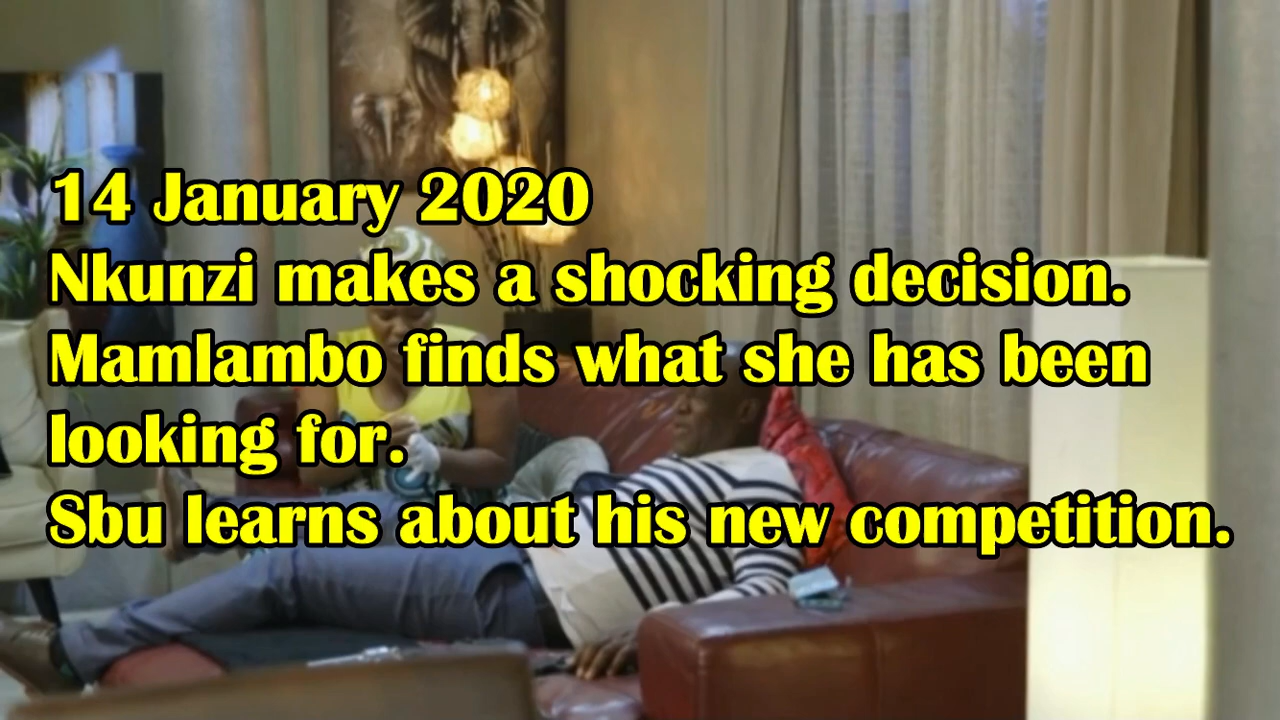 14 January 2020
Nkunzi makes a shocking decision.
Mamlambo finds what she has been
looking for.
Sbu learns about his new competition.